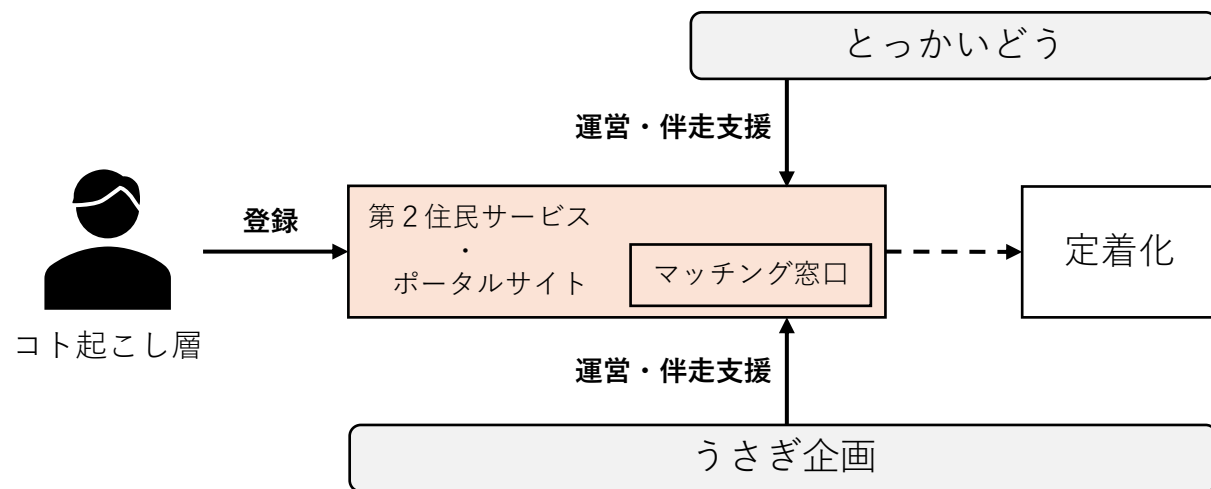 とっかいどう
運営・伴走支援
登録
第２住民サービス
・
ポータルサイト
マッチング窓口
定着化
コト起こし層
運営・伴走支援
うさぎ企画